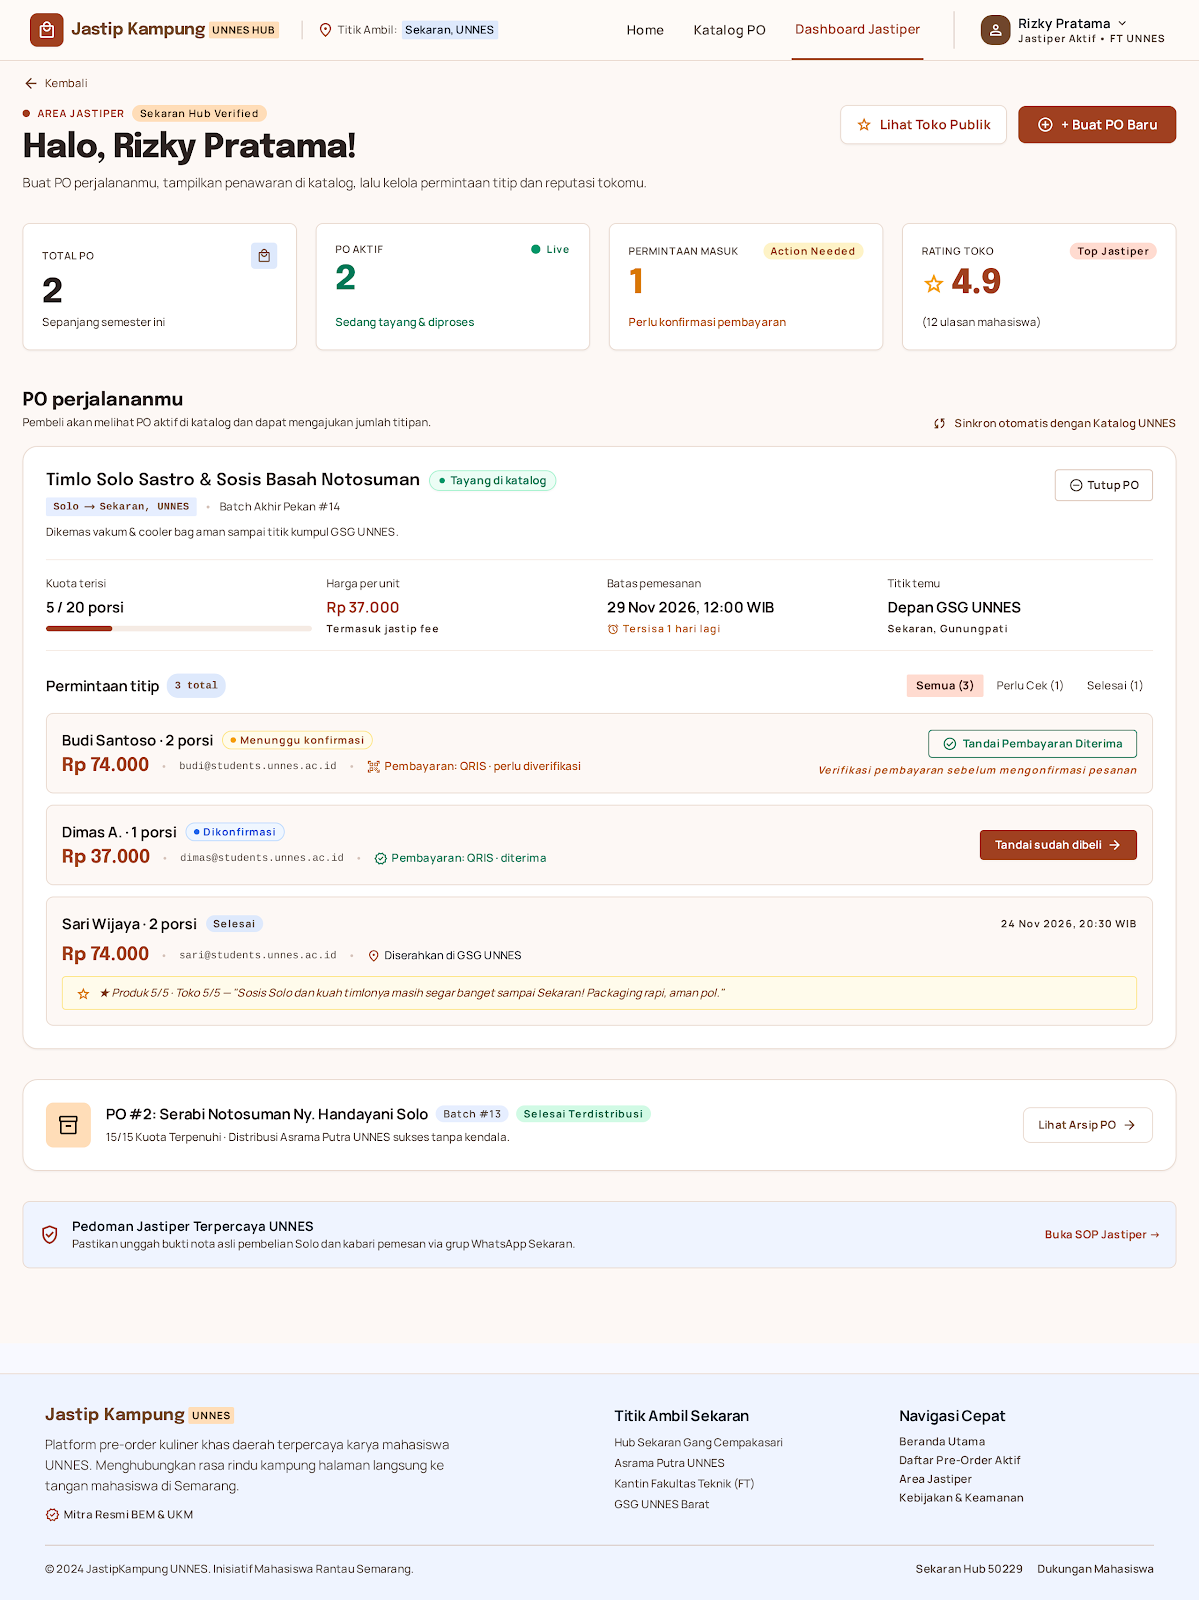 Jastip Kampung UNNES HUB
Titik Ambil: Sekaran, UNNES
Home Katalog PO Dashboard Jastiper
Rizky Pratama
Jastiper Aktif • FT UNNES
Kembali
AREA JASTIPER Sekaran Hub Verified
Halo, Rizky Pratama!
Buat PO perjalananmu, tampilkan penawaran di katalog, lalu kelola permintaan titip dan reputasi tokomu.
Lihat Toko Publik
+ Buat PO Baru
TOTAL PO
2
Sepanjang semester ini
PO AKTIF
Live
2
Sedang tayang & diproses
PERMINTAAN MASUK
Action Needed
1
Perlu konfirmasi pembayaran
RATING TOKO
Top Jastiper
4.9
(12 ulasan mahasiswa)
PO perjalananmu
Pembeli akan melihat PO aktif di katalog dan dapat mengajukan jumlah titipan.
Sinkron otomatis dengan Katalog UNNES
Timlo Solo Sastro & Sosis Basah Notosuman Tayang di katalog
Tutup PO
Solo → Sekaran, UNNES • Batch Akhir Pekan #14
Dikemas vakum & cooler bag aman sampai titik kumpul GSG UNNES.
Kuota terisi
5 / 20 porsi
Harga per unit
Rp 37.000
Termasuk jastip fee
Batas pemesanan
29 Nov 2026, 12:00 WIB
Tersisa 1 hari lagi
Titik temu
Depan GSG UNNES
Sekaran, Gunungpati
Permintaan titip 3 total
Semua (3) Perlu Cek (1) Selesai (1)
Budi Santoso · 2 porsi Menunggu konfirmasi
Rp 74.000 • budi@students.unnes.ac.id • Pembayaran: QRIS · perlu diverifikasi
Tandai Pembayaran Diterima
Verifikasi pembayaran sebelum mengonfirmasi pesanan
Dimas A. · 1 porsi Dikonfirmasi
Rp 37.000 • dimas@students.unnes.ac.id • Pembayaran: QRIS · diterima
Tandai sudah dibeli →
Sari Wijaya · 2 porsi Selesai
24 Nov 2026, 20:30 WIB
Rp 74.000 • sari@students.unnes.ac.id • Diserahkan di GSG UNNES
★ Produk 5/5 · Toko 5/5 — "Sosis Solo dan kuah timlonya masih segar banget sampai Sekaran! Packaging rapi, aman pol."
PO #2: Serabi Notosuman Ny. Handayani Solo Batch #13 Selesai Terdistribusi
15/15 Kuota Terpenuhi · Distribusi Asrama Putra UNNES sukses tanpa kendala.
Lihat Arsip PO →
Pedoman Jastiper Terpercaya UNNES
Pastikan unggah bukti nota asli pembelian Solo dan kabari pemesan via grup WhatsApp Sekaran.
Buka SOP Jastiper →
Jastip Kampung UNNES
Platform pre-order kuliner khas daerah terpercaya karya mahasiswa
UNNES. Menghubungkan rasa rindu kampung halaman langsung ke
tangan mahasiswa di Semarang.
Mitra Resmi BEM & UKM
Titik Ambil Sekaran
Hub Sekaran Gang Cempakasari
Asrama Putra UNNES
Kantin Fakultas Teknik (FT)
GSG UNNES Barat
Navigasi Cepat
Beranda Utama
Daftar Pre-Order Aktif
Area Jastiper
Kebijakan & Keamanan
© 2024 JastipKampung UNNES. Inisiatif Mahasiswa Rantau Semarang.
Sekaran Hub 50229 Dukungan Mahasiswa